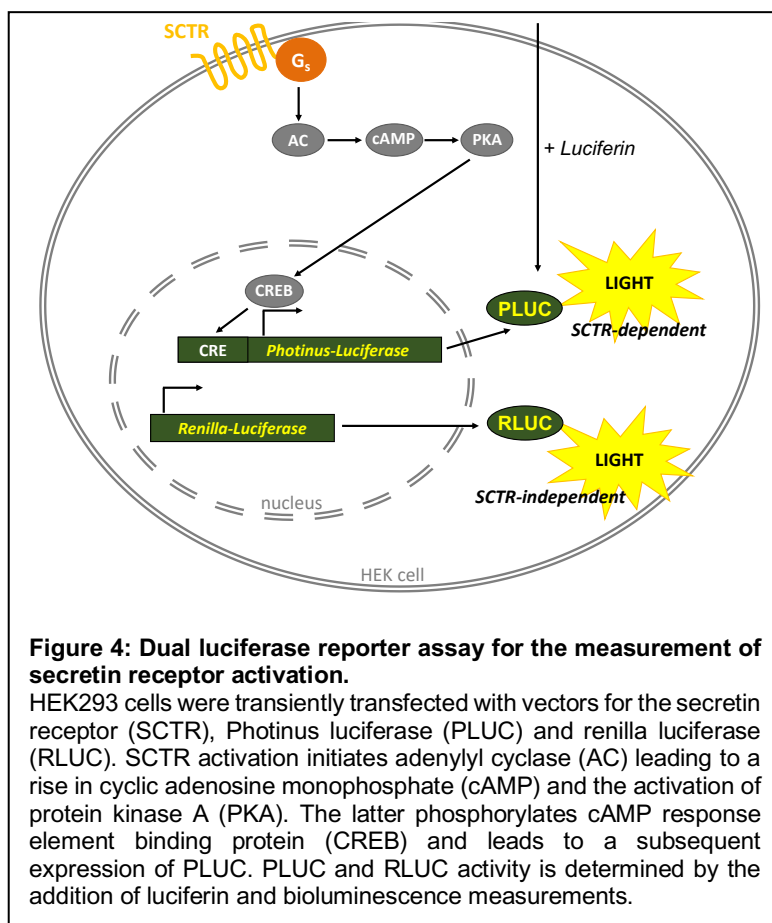 SCTR
Gs
AC
cAMP
PKA
+ Luciferin
CREB
CRE
Photinus-Luciferase
PLUC
LIGHT
SCTR-dependent
Renilla-Luciferase
RLUC
LIGHT
SCTR-independent
nucleus
HEK cell
Figure 4: Dual luciferase reporter assay for the measurement of
secretin receptor activation.
HEK293 cells were transiently transfected with vectors for the secretin
receptor (SCTR), Photinus luciferase (PLUC) and renilla luciferase
(RLUC). SCTR activation initiates adenylyl cyclase (AC) leading to a
rise in cyclic adenosine monophosphate (cAMP) and the activation of
protein kinase A (PKA). The latter phosphorylates cAMP response
element binding protein (CREB) and leads to a subsequent
expression of PLUC. PLUC and RLUC activity is determined by the
addition of luciferin and bioluminescence measurements.